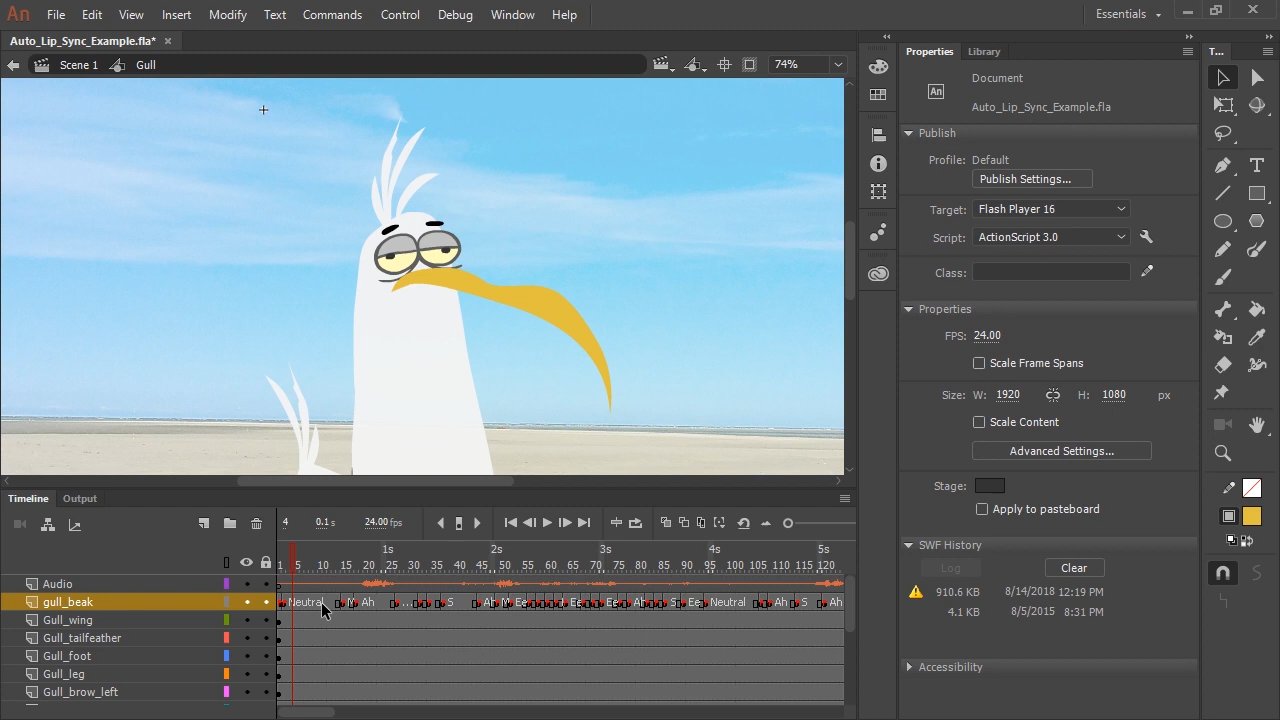 An File Edit View Insert Modify Text Commands Control Debug Window Help Essentials
Auto_Lip_Sync_Example.fla*
Scene 1 Gull 74%
Properties Library T...
Document
An
Auto_Lip_Sync_Example.fla
Publish
Profile: Default
Publish Settings...
Target: Flash Player 16
Script: ActionScript 3.0
Class:
Properties
FPS: 24.00
Scale Frame Spans
Size: W: 1920 H: 1080 px
Scale Content
Advanced Settings...
Stage:
Apply to pasteboard
SWF History
Log Clear
910.6 KB 8/14/2018 12:19 PM
4.1 KB 8/5/2015 8:31 PM
Accessibility
Timeline Output
4 0.1 s 24.00 fps
1s 2s 3s 4s 5s
1 5 10 15 20 25 30 35 40 45 50 55 60 65 70 75 80 85 90 95 100 105 110 115 120
Audio
gull_beak Neutral M Ah ... S Ah M Ee L Ee Ah S Ee Neutral Ah S Ah
Gull_wing
Gull_tailfeather
Gull_foot
Gull_leg
Gull_brow_left